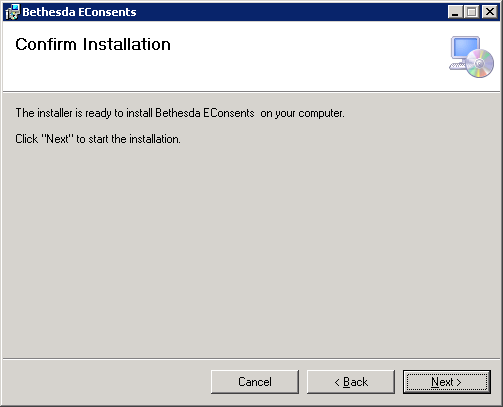 Bethesda EConsents
Confirm Installation
The installer is ready to install Bethesda EConsents  on your computer.
Click "Next" to start the installation.
Cancel
< Back
Next >